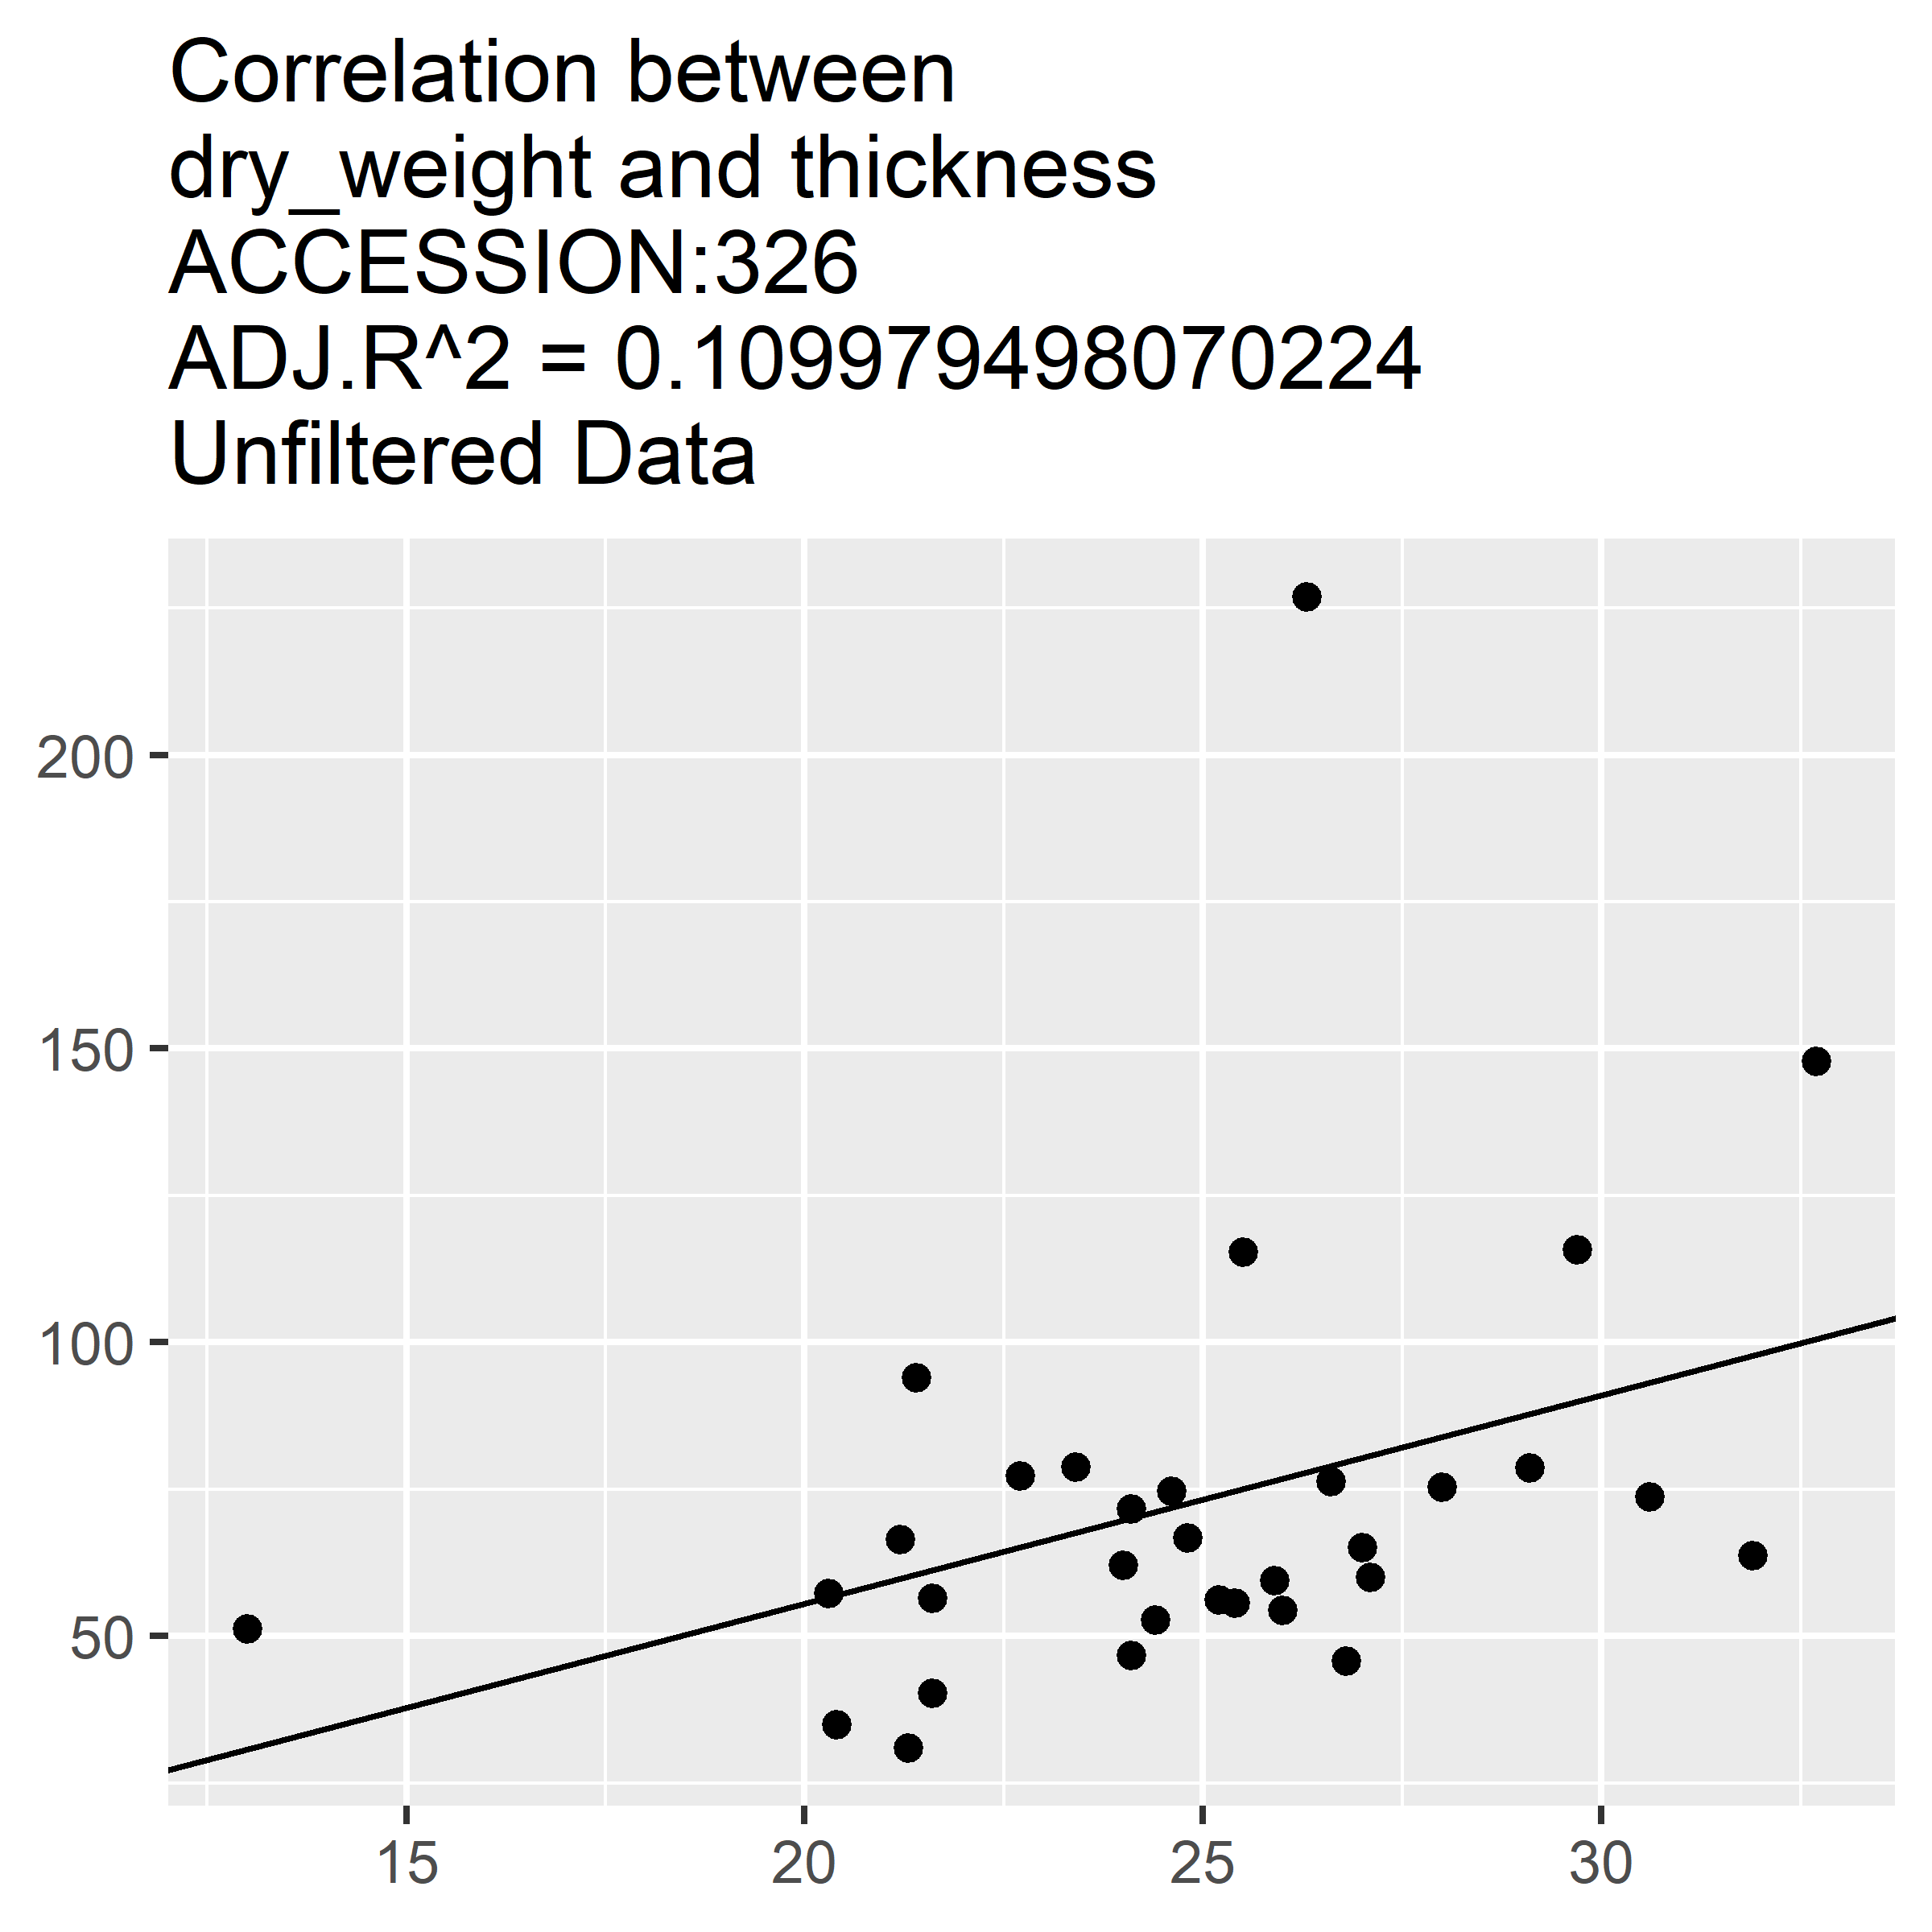 Correlation between
dry_weight and thickness
ACCESSION:326
ADJ.R^2 = 0.109979498070224
Unfiltered Data
200
150
100
50
15 20 25 30